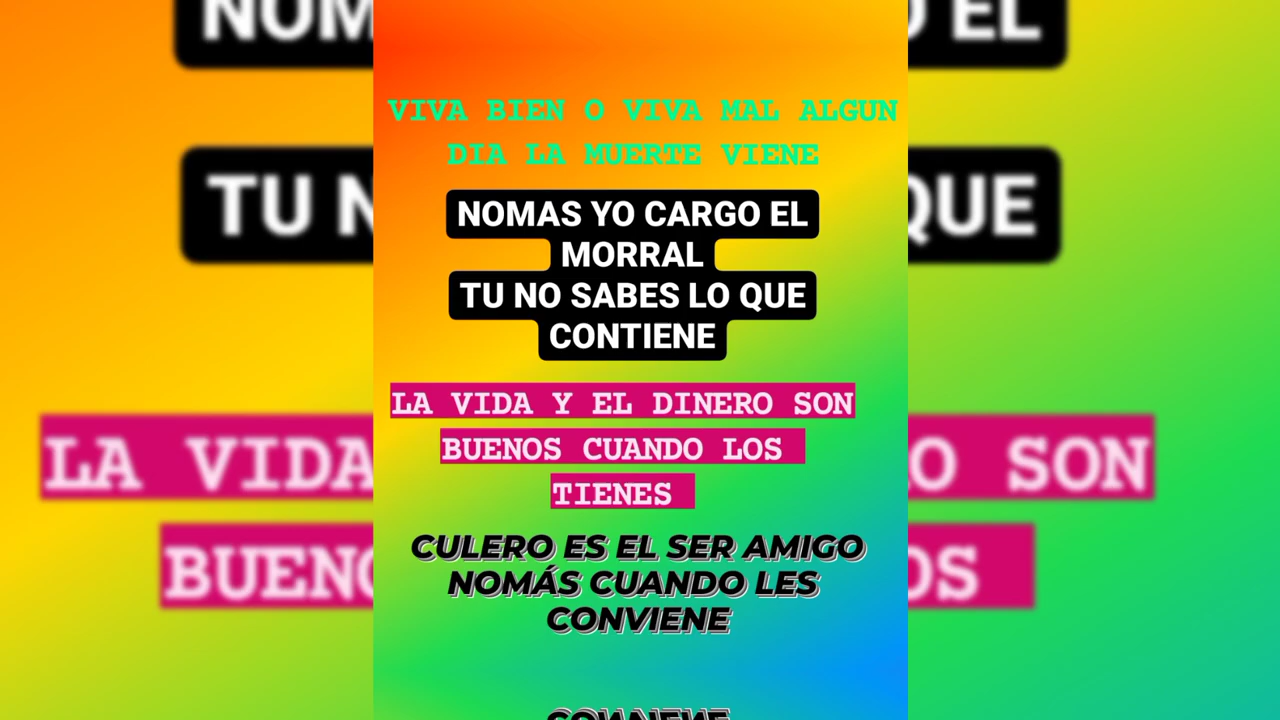 VIVA BIEN O VIVA MAL ALGUN
DIA LA MUERTE VIENE
NOMAS YO CARGO EL
MORRAL
TU NO SABES LO QUE
CONTIENE
LA VIDA Y EL DINERO SON
BUENOS CUANDO LOS
TIENES
CULERO ES EL SER AMIGO
NOMÁS CUANDO LES
CONVIENE